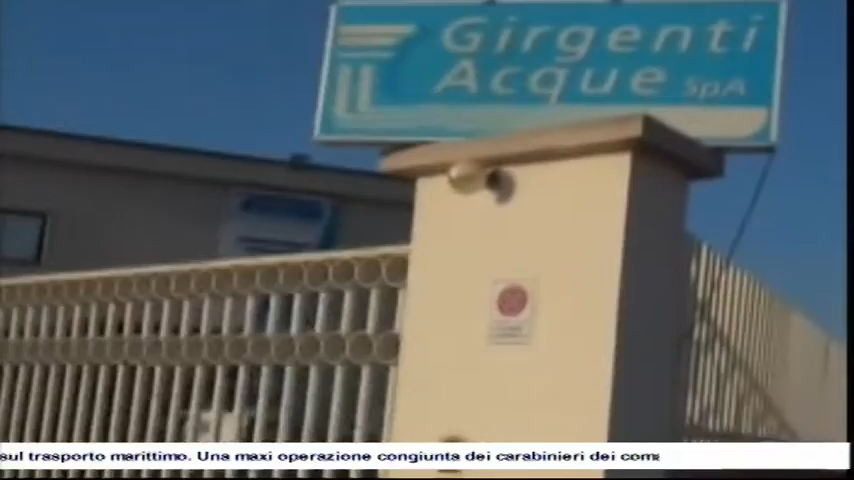 Girgenti
Acque SpA
sul trasporto marittimo. Una maxi operazione congiunta dei carabinieri dei com